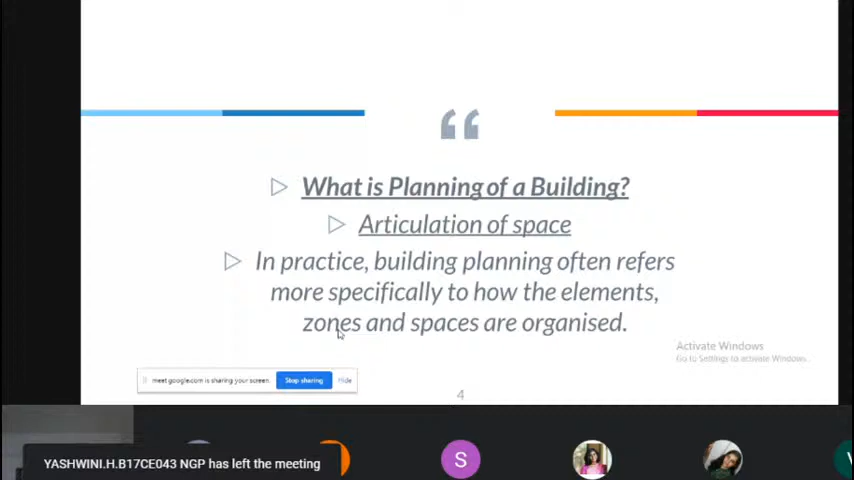 “
What is Planning of a Building?
Articulation of space
In practice, building planning often refers
more specifically to how the elements,
zones and spaces are organised.
Activate Windows
Go to Settings to activate Windows.
meet.google.com is sharing your screen.
Stop sharing
Hide
4
YASHWINI.H.B17CE043 NGP has left the meeting
S
V